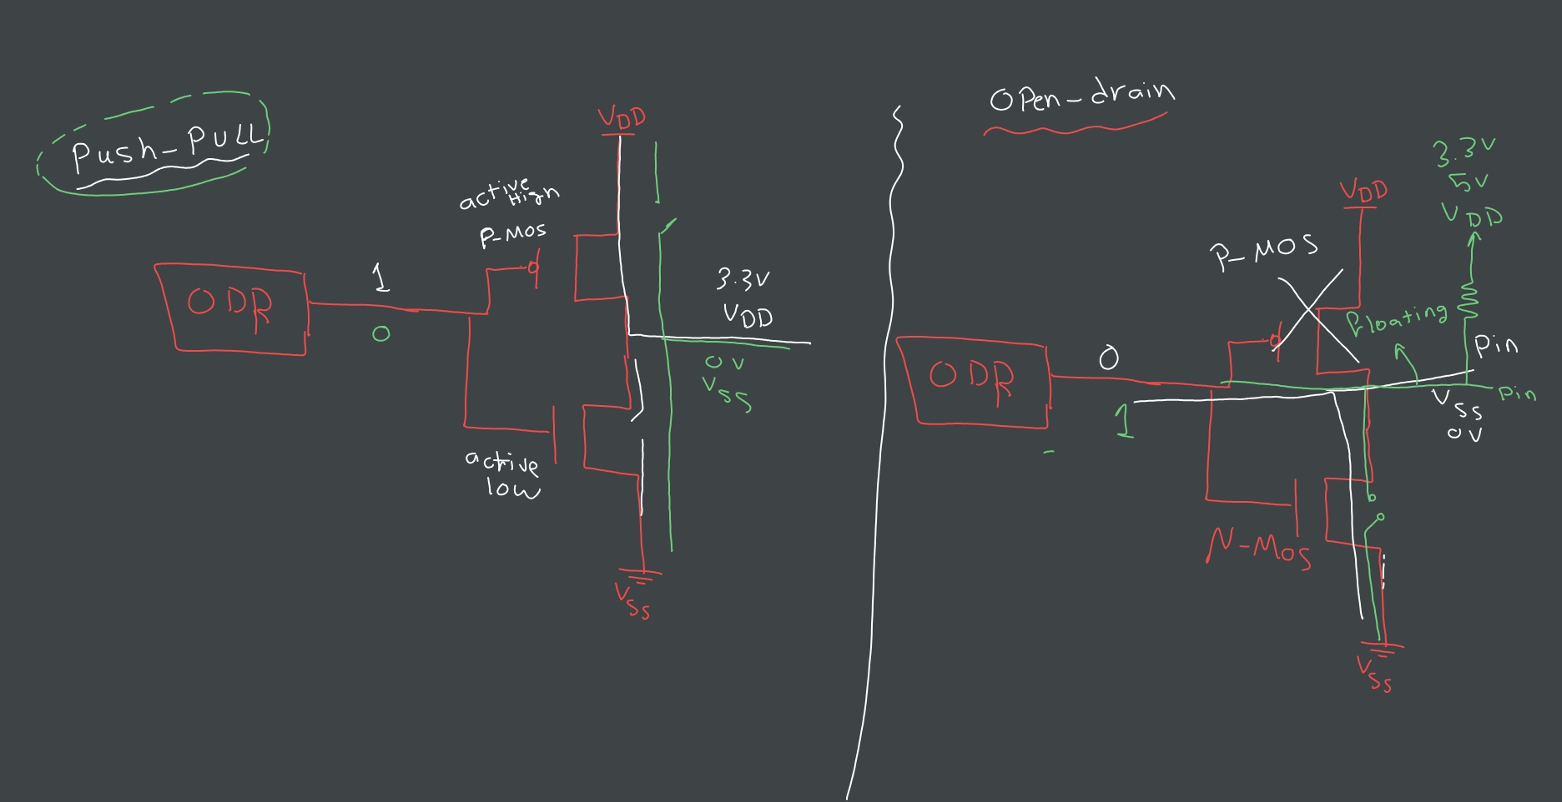 Push-PULL
VDD
active
High
P-MOS
ODR
1
0
3.3V
VDD
0V
VSS
active
low
VSS
OPen-drain
3.3V
5V
VDD
VDD
P-MOS
floating
Pin
ODR
0
1
Pin
VSS
0V
N-MOS
VSS